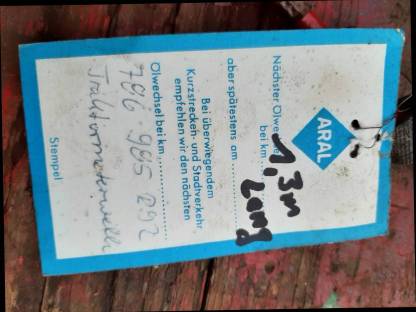 ARAL
Nächster Ölwechsel
bei km
aber spätestens am
1,3m
Lang
Bei überwiegendem
Kurzstrecken- und Stadtverkehr
empfehlen wir den nächsten
Ölwechsel bei km
786 985 292
Traktormotorwelle
Stempel